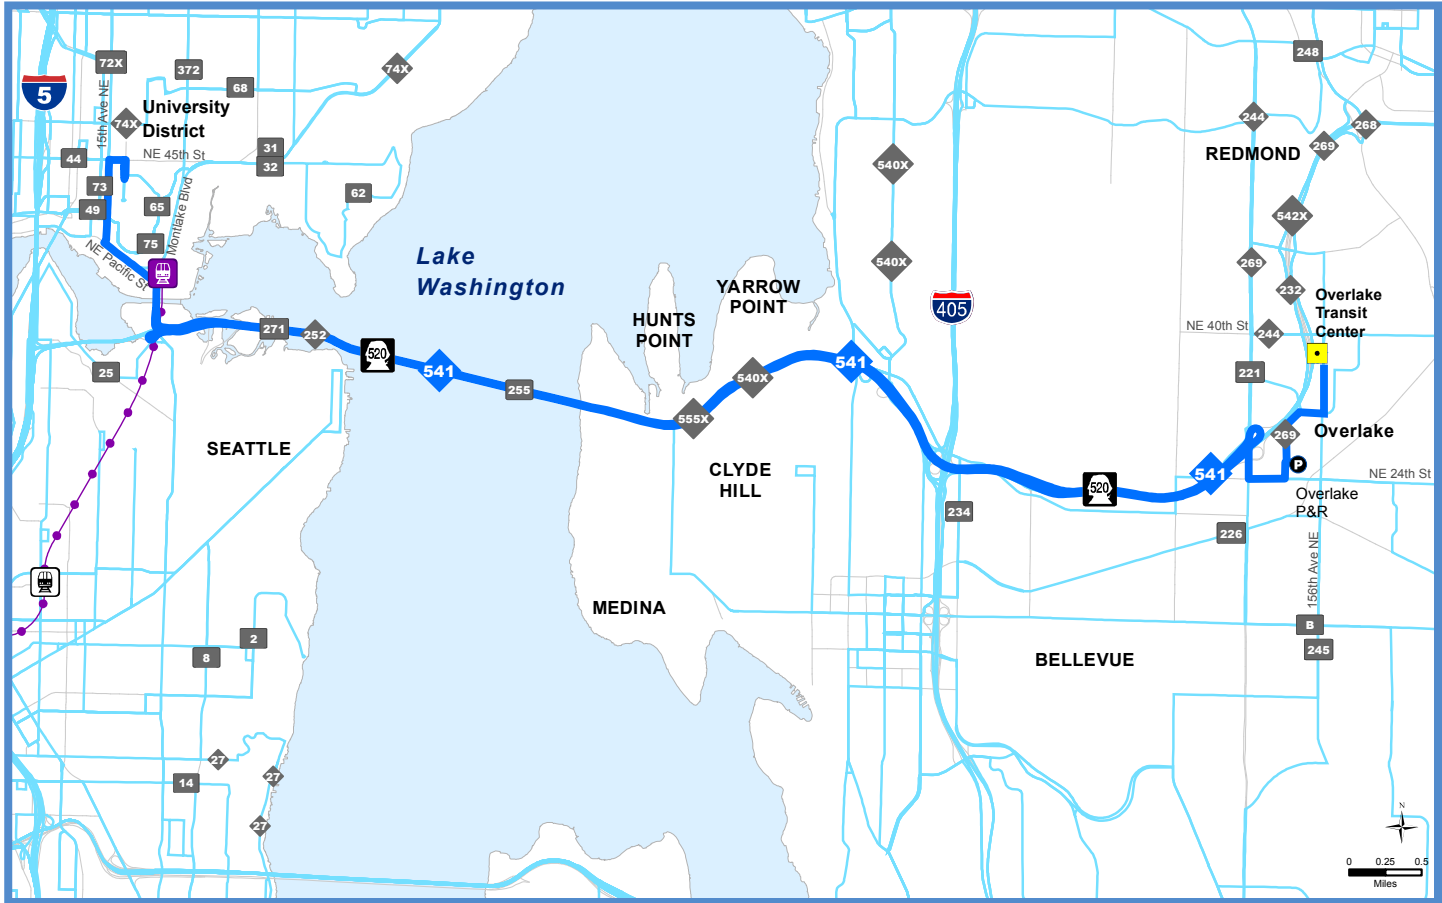 248
72X
372
74X
68
5
University
District
15th Ave NE
74X
244
268
269
REDMOND
31
32
44
NE 45th St
540X
73
62
49
65
Montlake Blvd
542X
75
NE Pacific St
Lake
Washington
540X
269
232
YARROW
POINT
HUNTS
POINT
405
Overlake
Transit
Center
271
252
NE 40th St
244
520
541
541
25
255
540X
221
555X
269
Overlake
SEATTLE
CLYDE
HILL
541
P
NE 24th St
520
Overlake
P&R
234
226
156th Ave NE
MEDINA
B
2
245
8
BELLEVUE
27
27
14
27
N
0 0.25 0.5
Miles